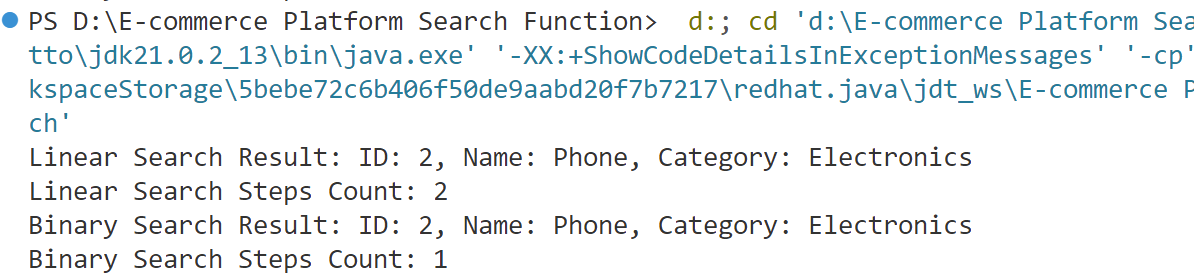 PS D:\E-commerce Platform Search Function>  d:; cd 'd:\E-commerce Platform Sea
tto\jdk21.0.2_13\bin\java.exe' '-XX:+ShowCodeDetailsInExceptionMessages' '-cp'
kspaceStorage\5bebe72c6b406f50de9aabd20f7b7217\redhat.java\jdt_ws\E-commerce P
ch'
Linear Search Result: ID: 2, Name: Phone, Category: Electronics
Linear Search Steps Count: 2
Binary Search Result: ID: 2, Name: Phone, Category: Electronics
Binary Search Steps Count: 1